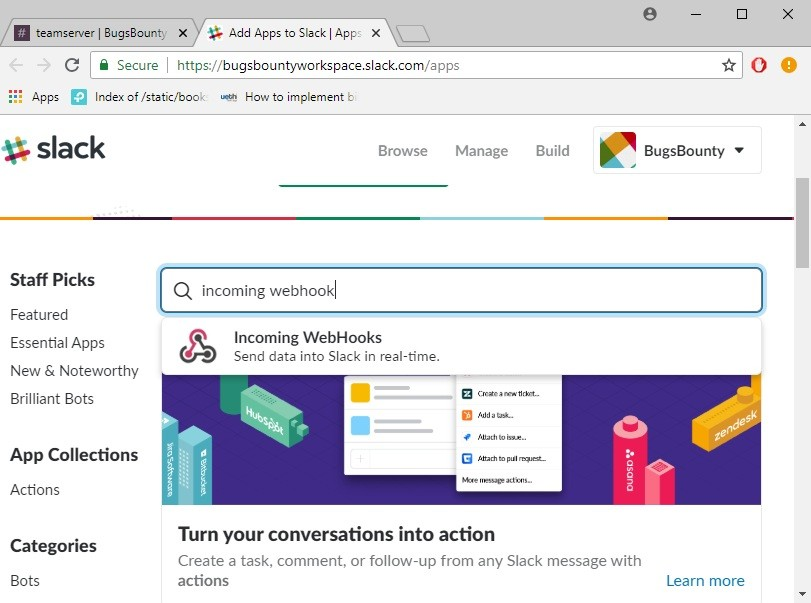 teamserver | BugsBounty
Add Apps to Slack | Apps
Secure
https://bugsbountyworkspace.slack.com/apps
Apps
Index of /static/book
ueth
How to implement bi
slack
Browse
Manage
Build
BugsBounty
Staff Picks
Featured
Essential Apps
New & Noteworthy
Brilliant Bots
App Collections
Actions
Categories
Bots
incoming webhook
Incoming WebHooks
Send data into Slack in real-time.
Jira Software
Bitbucket
HubSpot
Create a new ticket...
Add a task...
Attach to issue...
Attach to pull request...
More message actions...
asana
zendesk
Turn your conversations into action
Create a task, comment, or follow-up from any Slack message with
actions
Learn more